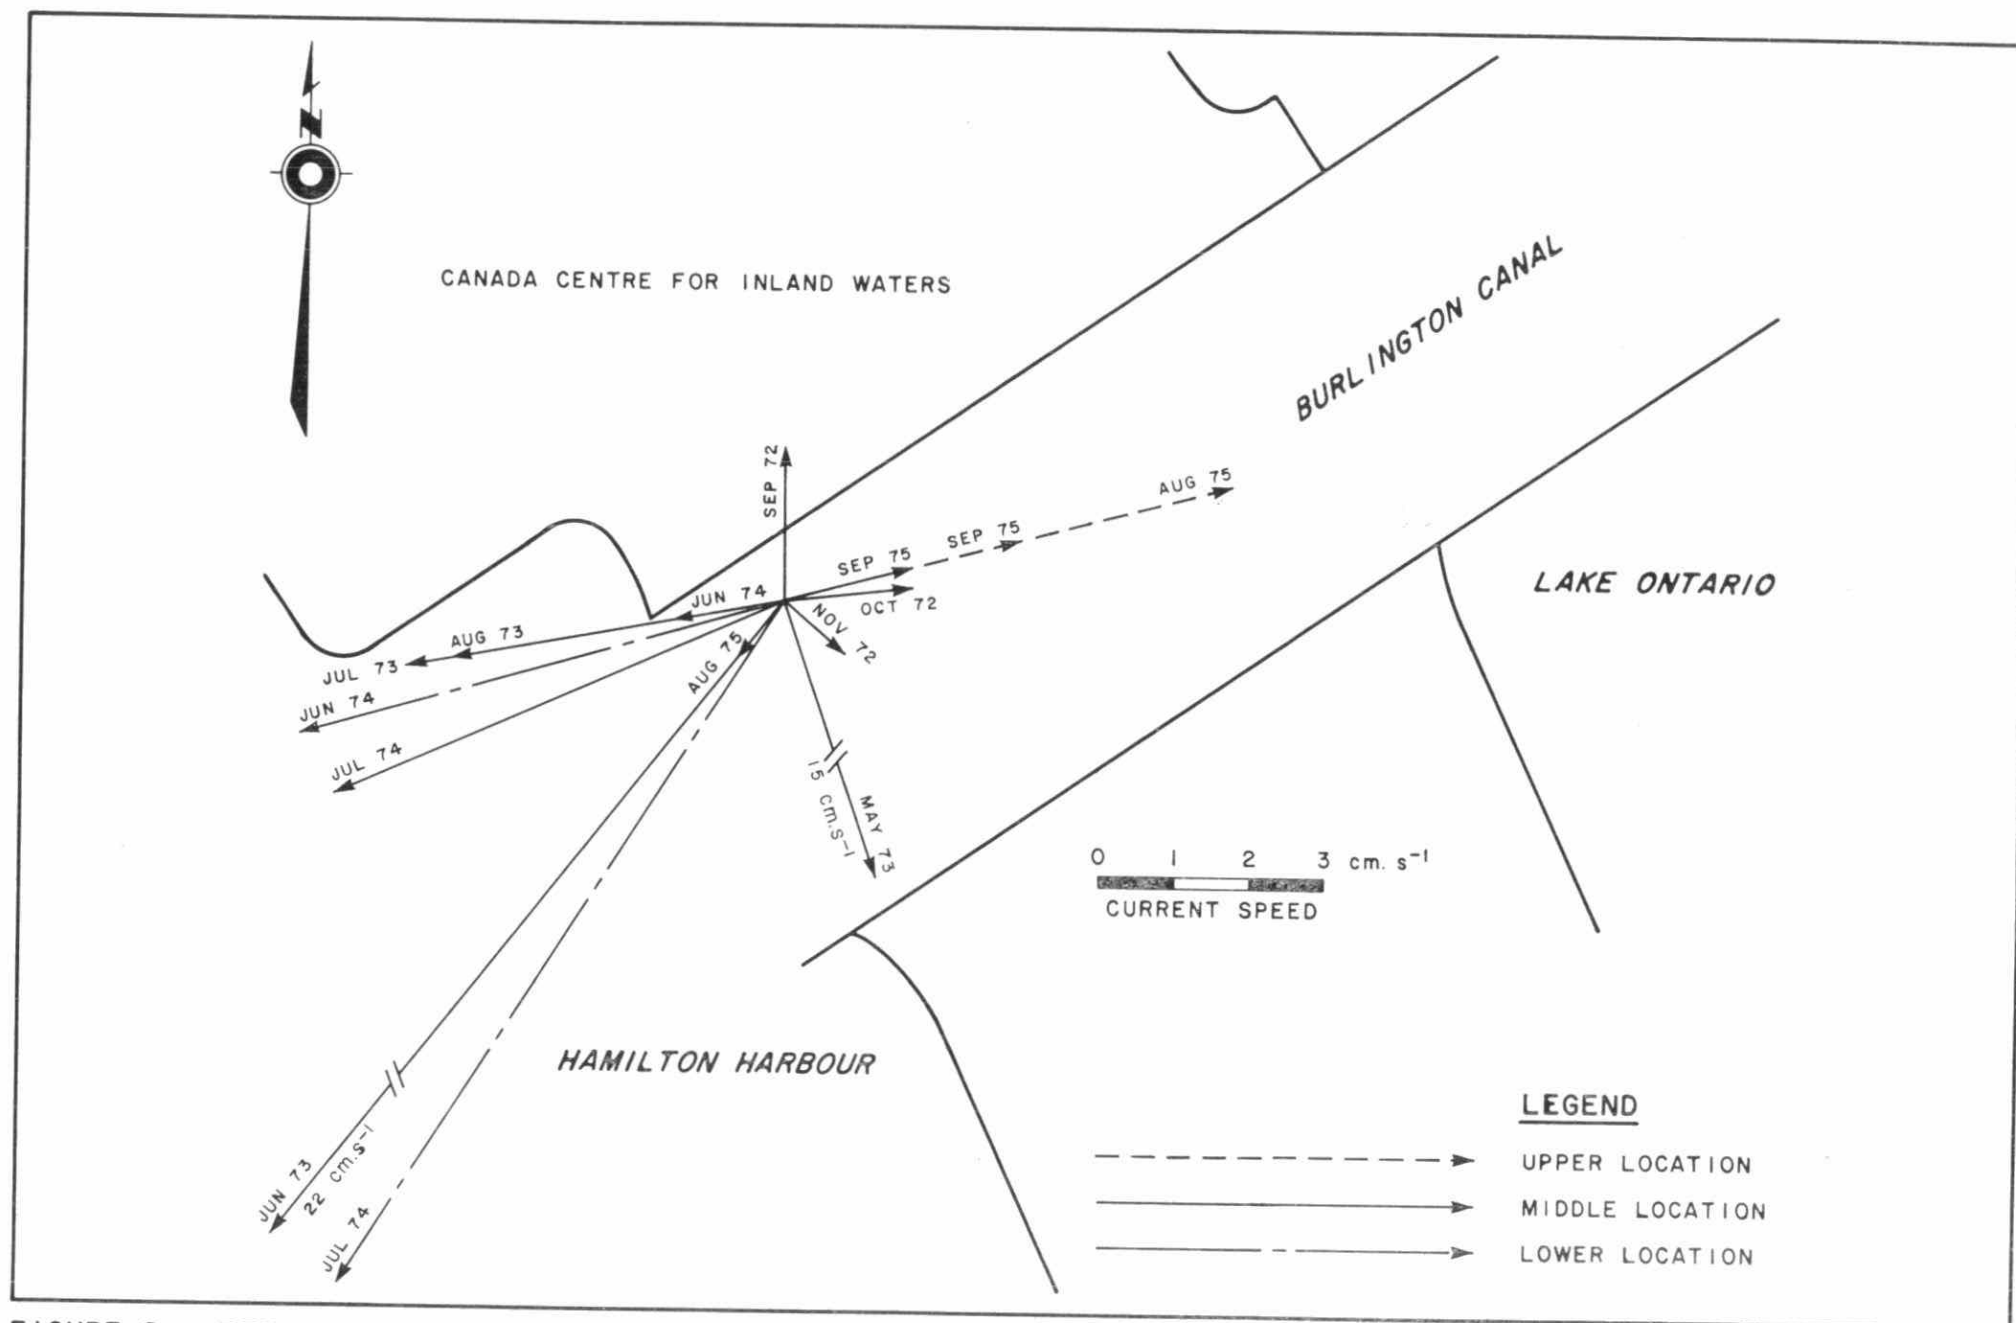 N
CANADA CENTRE FOR INLAND WATERS
BURLINGTON CANAL
SEP 72
AUG 75
SEP 75
SEP 75
OCT 72
NOV 72
JUN 74
AUG 73
JUL 73
JUN 74
JUL 74
AUG 75
LAKE ONTARIO
15 cm.s-1
MAY 73
0 1 2 3 cm. s-1
CURRENT SPEED
HAMILTON HARBOUR
JUN 73
22 cm.s-1
JUL 74
LEGEND
UPPER LOCATION
MIDDLE LOCATION
LOWER LOCATION